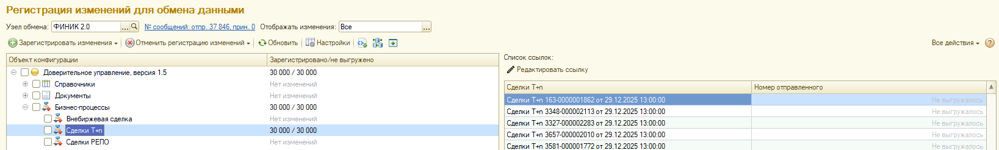 Регистрация изменений для обмена данными
Узел обмена: ФИНИК 2.0 ... № сообщений: отпр. 37 846, прин. 0 Отображать изменения: Все ...
Зарегистрировать изменения Отменить регистрацию изменений Обновить Настройки Все действия ?
Объект конфигурации Зарегистрировано/не выгружено
Доверительное управление, версия 1.5 30 000 / 30 000
Справочники Нет изменений
Документы Нет изменений
Бизнес-процессы 30 000 / 30 000
Внебиржевая сделка Нет изменений
Сделки Т+n 30 000 / 30 000
Сделки РЕПО Нет изменений
Список ссылок:
Редактировать ссылку
Сделки Т+n Номер отправленного
Сделки Т+n 163-0000001862 от 29.12.2025 13:00:00 Не выгружалось
Сделки Т+n 3348-000002113 от 29.12.2025 13:00:00 Не выгружалось
Сделки Т+n 3327-000002283 от 29.12.2025 13:00:00 Не выгружалось
Сделки Т+n 3657-000002010 от 29.12.2025 13:00:00 Не выгружалось
Сделки Т+n 3581-000001772 от 29.12.2025 13:00:00 Не выгружалось